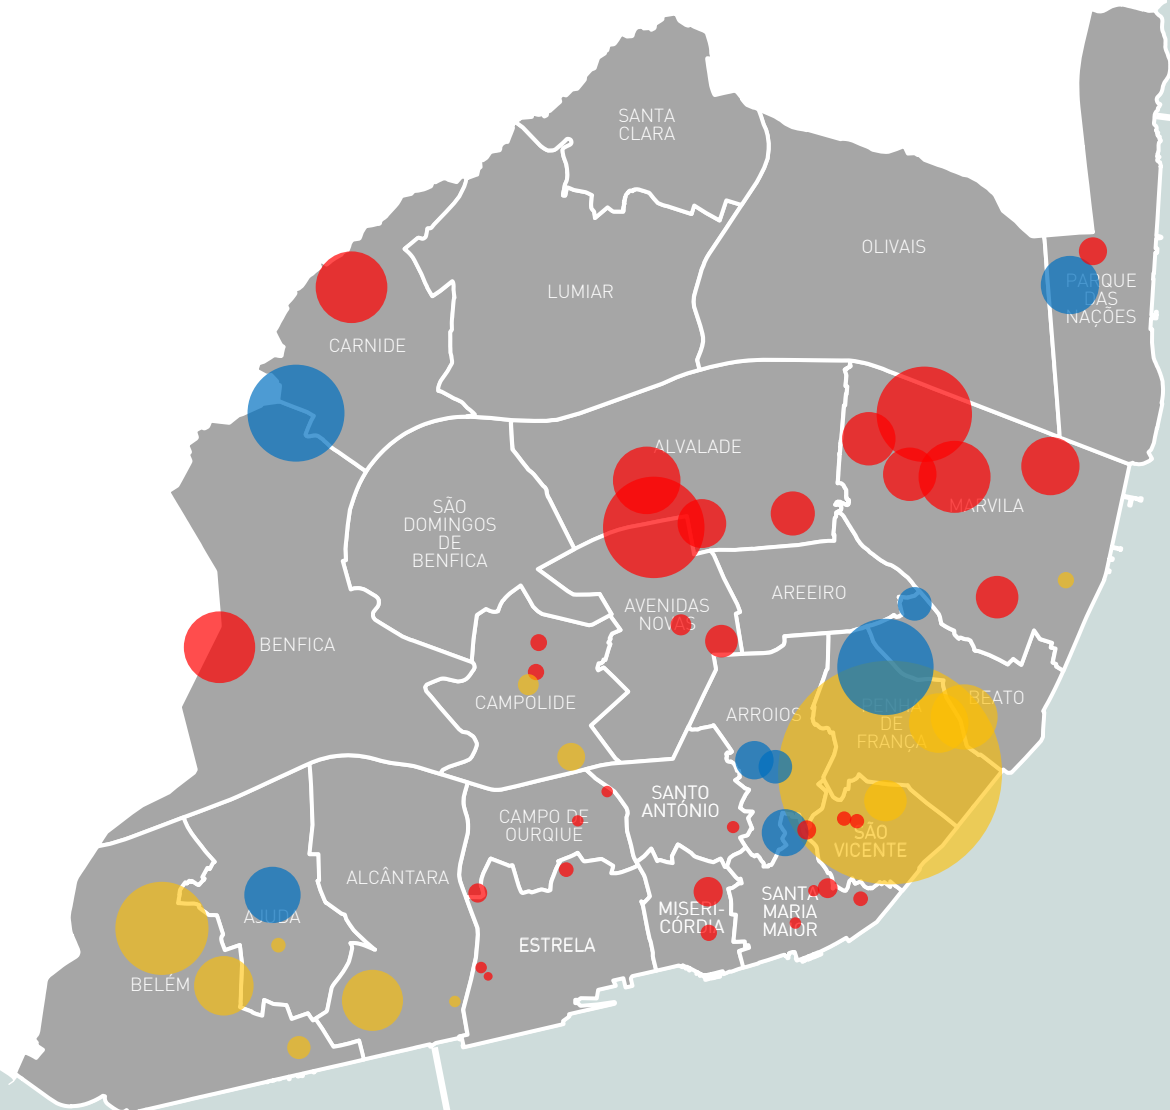 SANTA
CLARA
OLIVAIS
LUMIAR
PARQUE
DAS
NAÇÕES
CARNIDE
ALVALADE
SÃO
DOMINGOS
DE
BENFICA
MARVILA
AREEIRO
AVENIDAS
NOVAS
BENFICA
CAMPOLIDE
BEATO
PENHA
DE
FRANÇA
ARROIOS
SANTO
ANTÓNIO
CAMPO DE
OURQIUE
SÃO
VICENTE
ALCÂNTARA
SANTA
MARIA
MAIOR
MISERI-
CÓRDIA
AJUDA
ESTRELA
BELÉM